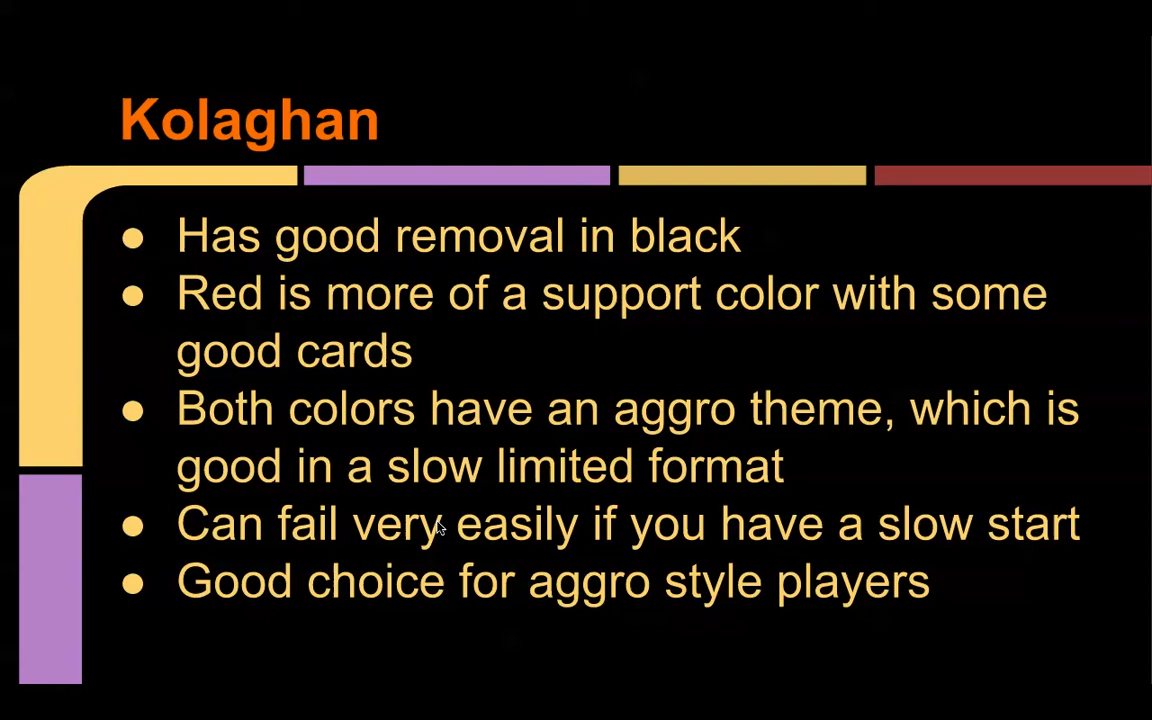 Kolaghan
● Has good removal in black
● Red is more of a support color with some
good cards
● Both colors have an aggro theme, which is
good in a slow limited format
● Can fail very easily if you have a slow start
● Good choice for aggro style players